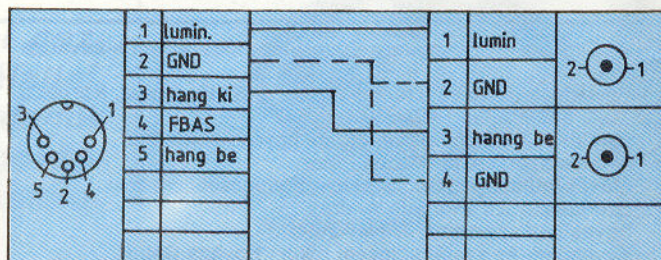 3 1
5 2 4
1 lumin.
2 GND
3 hang ki
4 FBAS
5 hang be
1 lumin
2 GND
3 hanng be
4 GND
2 1
2 1